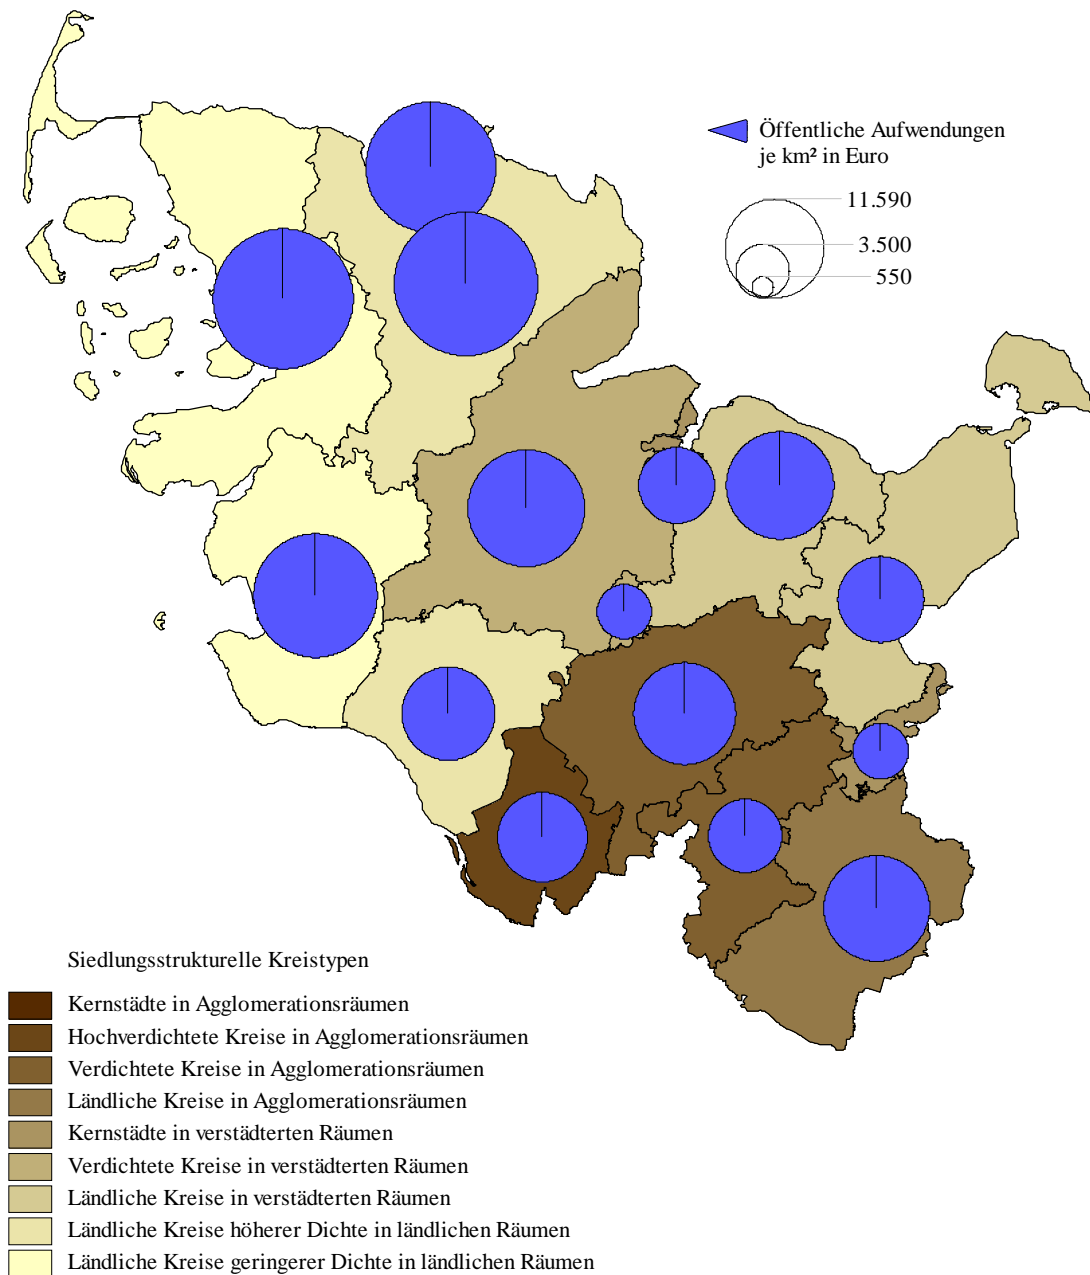 Öffentliche Aufwendungen
je km² in Euro
11.590
3.500
550
Siedlungsstrukturelle Kreistypen
Kernstädte in Agglomerationsräumen
Hochverdichtete Kreise in Agglomerationsräumen
Verdichtete Kreise in Agglomerationsräumen
Ländliche Kreise in Agglomerationsräumen
Kernstädte in verstädterten Räumen
Verdichtete Kreise in verstädterten Räumen
Ländliche Kreise in verstädterten Räumen
Ländliche Kreise höherer Dichte in ländlichen Räumen
Ländliche Kreise geringerer Dichte in ländlichen Räumen